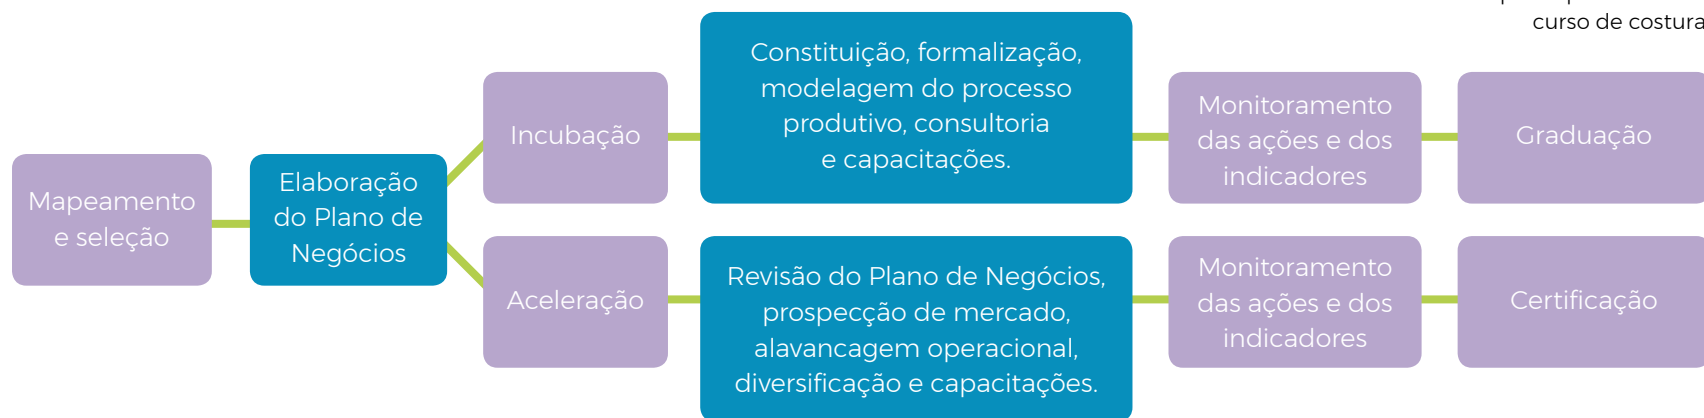 curso de costura
Mapeamento
e seleção
Elaboração
do Plano de
Negócios
Incubação
Constituição, formalização,
modelagem do processo
produtivo, consultoria
e capacitações.
Monitoramento
das ações e dos
indicadores
Graduação
Aceleração
Revisão do Plano de Negócios,
prospecção de mercado,
alavancagem operacional,
diversificação e capacitações.
Monitoramento
das ações e dos
indicadores
Certificação